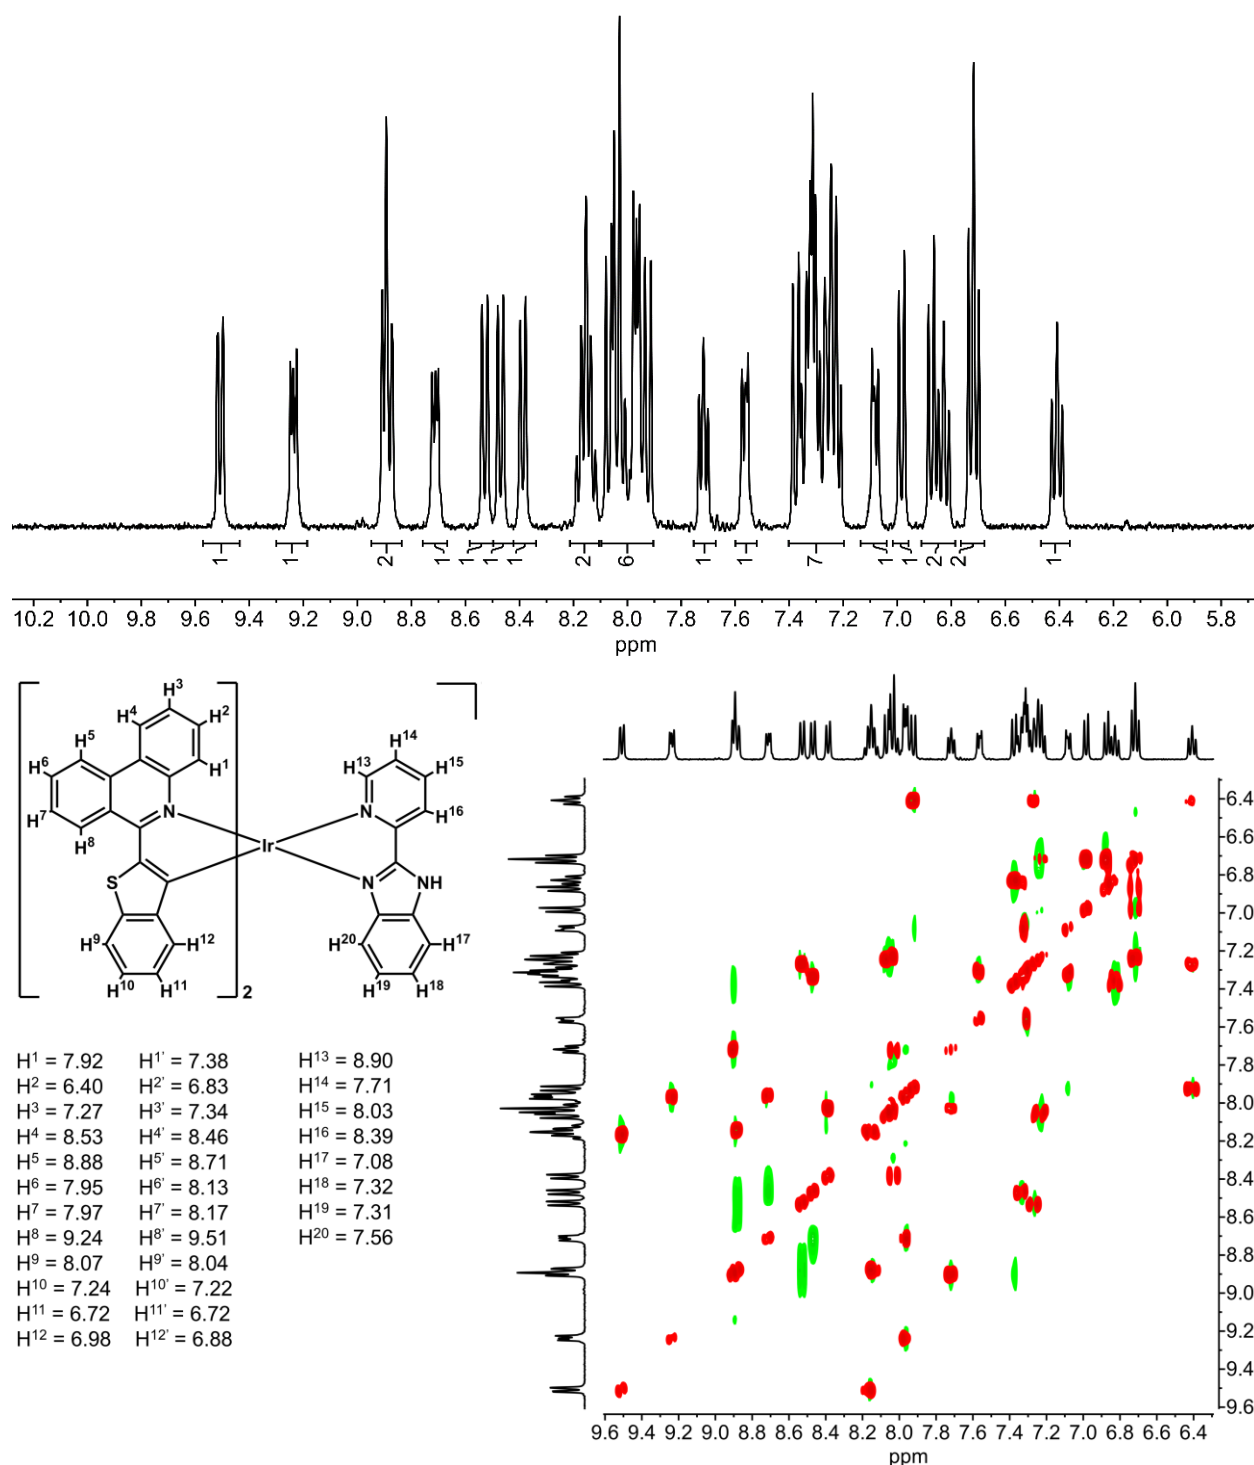 2 1 1 1 2 1 1 1 2 6 1 1 7 1 1 2 2 1
10.2 10.0 9.8 9.6 9.4 9.2 9.0 8.8 8.6 8.4 8.2 8.0 7.8 7.6 7.4 7.2 7.0 6.8 6.6 6.4 6.2 6.0 5.8
ppm
H3
H4 H2
H5 H14
H6 H1 H13 H15
H7 N N H16
H8 Ir
S N NH
H9 H12 H20 H17
H10 H11 2 H19 H18
H1 = 7.92 H1' = 7.38 H13 = 8.90
H2 = 6.40 H2' = 6.83 H14 = 7.71
H3 = 7.27 H3' = 7.34 H15 = 8.03
H4 = 8.53 H4' = 8.46 H16 = 8.39
H5 = 8.88 H5' = 8.71 H17 = 7.08
H6 = 7.95 H6' = 8.13 H18 = 7.32
H7 = 7.97 H7' = 8.17 H19 = 7.31
H8 = 9.24 H8' = 9.51 H20 = 7.56
H9 = 8.07 H9' = 8.04
H10 = 7.24 H10' = 7.22
H11 = 6.72 H11' = 6.72
H12 = 6.98 H12' = 6.88
6.4
6.6
6.8
7.0
7.2
7.4
7.6
7.8
8.0
8.2
8.4
8.6
8.8
9.0
9.2
9.4
9.6
9.6 9.4 9.2 9.0 8.8 8.6 8.4 8.2 8.0 7.8 7.6 7.4 7.2 7.0 6.8 6.6 6.4
ppm